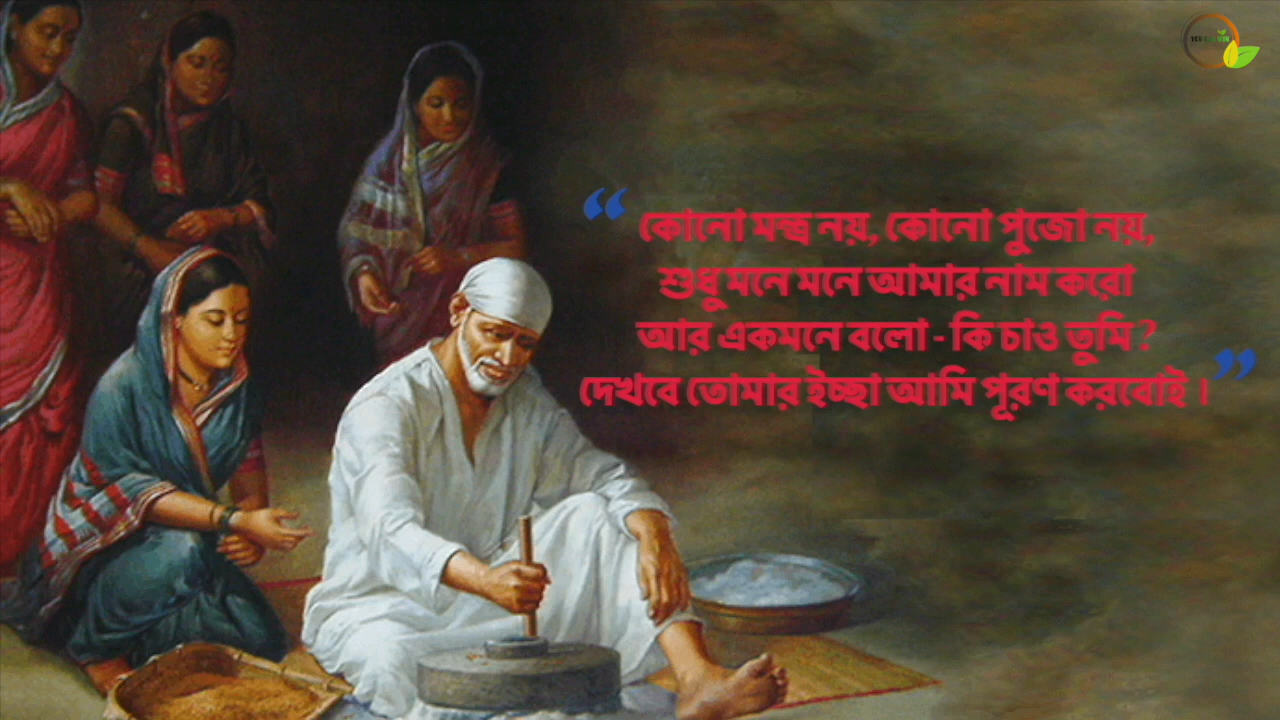 “কোনো মন্ত্র নয়, কোনো পুজো নয়,
শুধু মনে মনে আমার নাম করো
আর একমনে বলো - কি চাও তুমি ?
দেখবে তোমার ইচ্ছা আমি পূরণ করবোই ।”